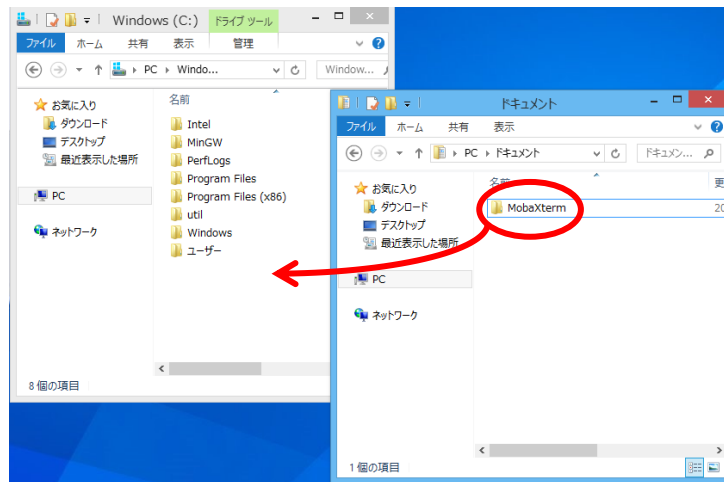 Windows (C:)
ドライブ ツール
ファイル ホーム 共有 表示 管理
PC Windo...
Window...
お気に入り
ダウンロード
デスクトップ
最近表示した場所
PC
ネットワーク
名前
Intel
MinGW
PerfLogs
Program Files
Program Files (x86)
util
Windows
ユーザー
8 個の項目
ドキュメント
ファイル ホーム 共有 表示
PC ドキュメント
ドキュメン...
お気に入り
ダウンロード
デスクトップ
最近表示した場所
PC
ネットワーク
名前
更
MobaXterm
20
1 個の項目